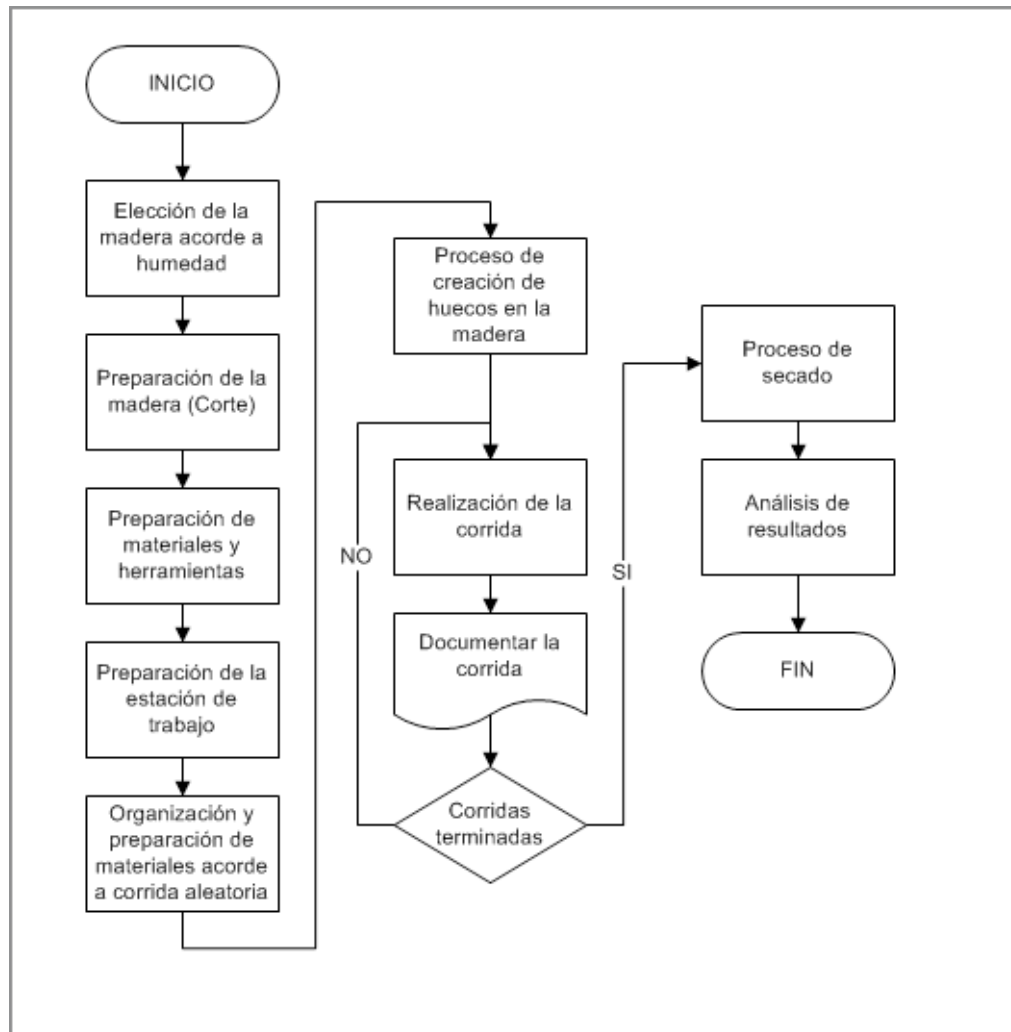 INICIO
Elección de la
madera acorde a
humedad
Preparación de la
madera (Corte)
Preparación de
materiales y
herramientas
Preparación de la
estación de
trabajo
Organización y
preparación de
materiales acorde
a corrida aleatoria
Proceso de
creación de
huecos en la
madera
Realización de la
corrida
Documentar la
corrida
Corridas
terminadas
NO
SI
Proceso de
secado
Análisis de
resultados
FIN